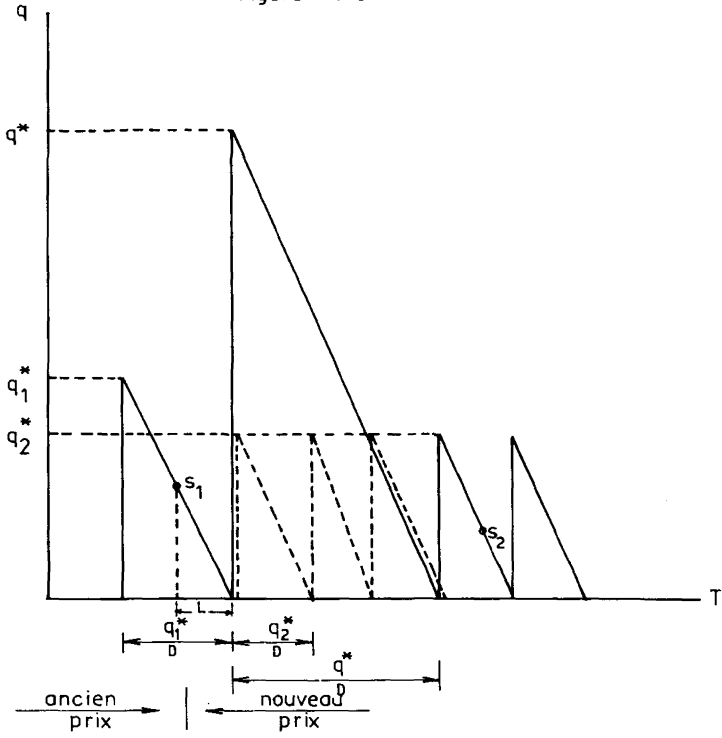 q
q*
q₁*
q₂*
s₁
s₂
T
L
q₁*
D
q₂*
D
q*
D
ancien
prix
nouveau
prix